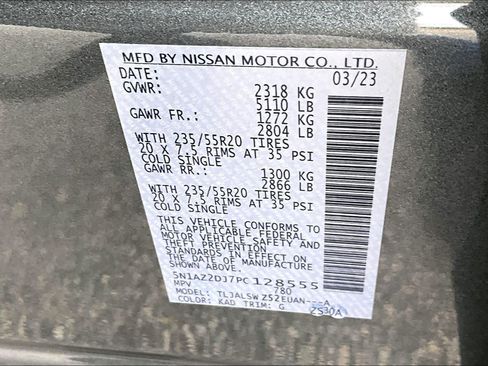 MFD BY NISSAN MOTOR CO., LTD.
DATE: 03/23
GVWR: 2318 KG
5110 LB
GAWR FR.: 1272 KG
2804 LB
WITH 235/55R20 TIRES
20 X 7.5 RIMS AT 35 PSI
COLD SINGLE
GAWR RR.: 1300 KG
2866 LB
WITH 235/55R20 TIRES
20 X 7.5 RIMS AT 35 PSI
COLD SINGLE
THIS VEHICLE CONFORMS TO
ALL APPLICABLE FEDERAL
MOTOR VEHICLE SAFETY AND
THEFT PREVENTION
STANDARDS IN EFFECT ON
THE DATE OF MANUFACTURE
SHOWN ABOVE.
5N1AZ2DJ7PC128555
MPV 780
MODEL: TLJALSW
COLOR: KAD TRIM: G